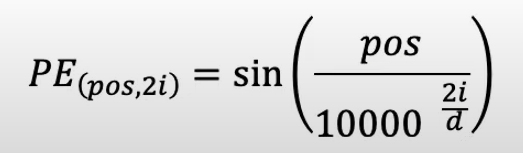 PE(pos,2i) = sin(pos / 10000^(2i/d))